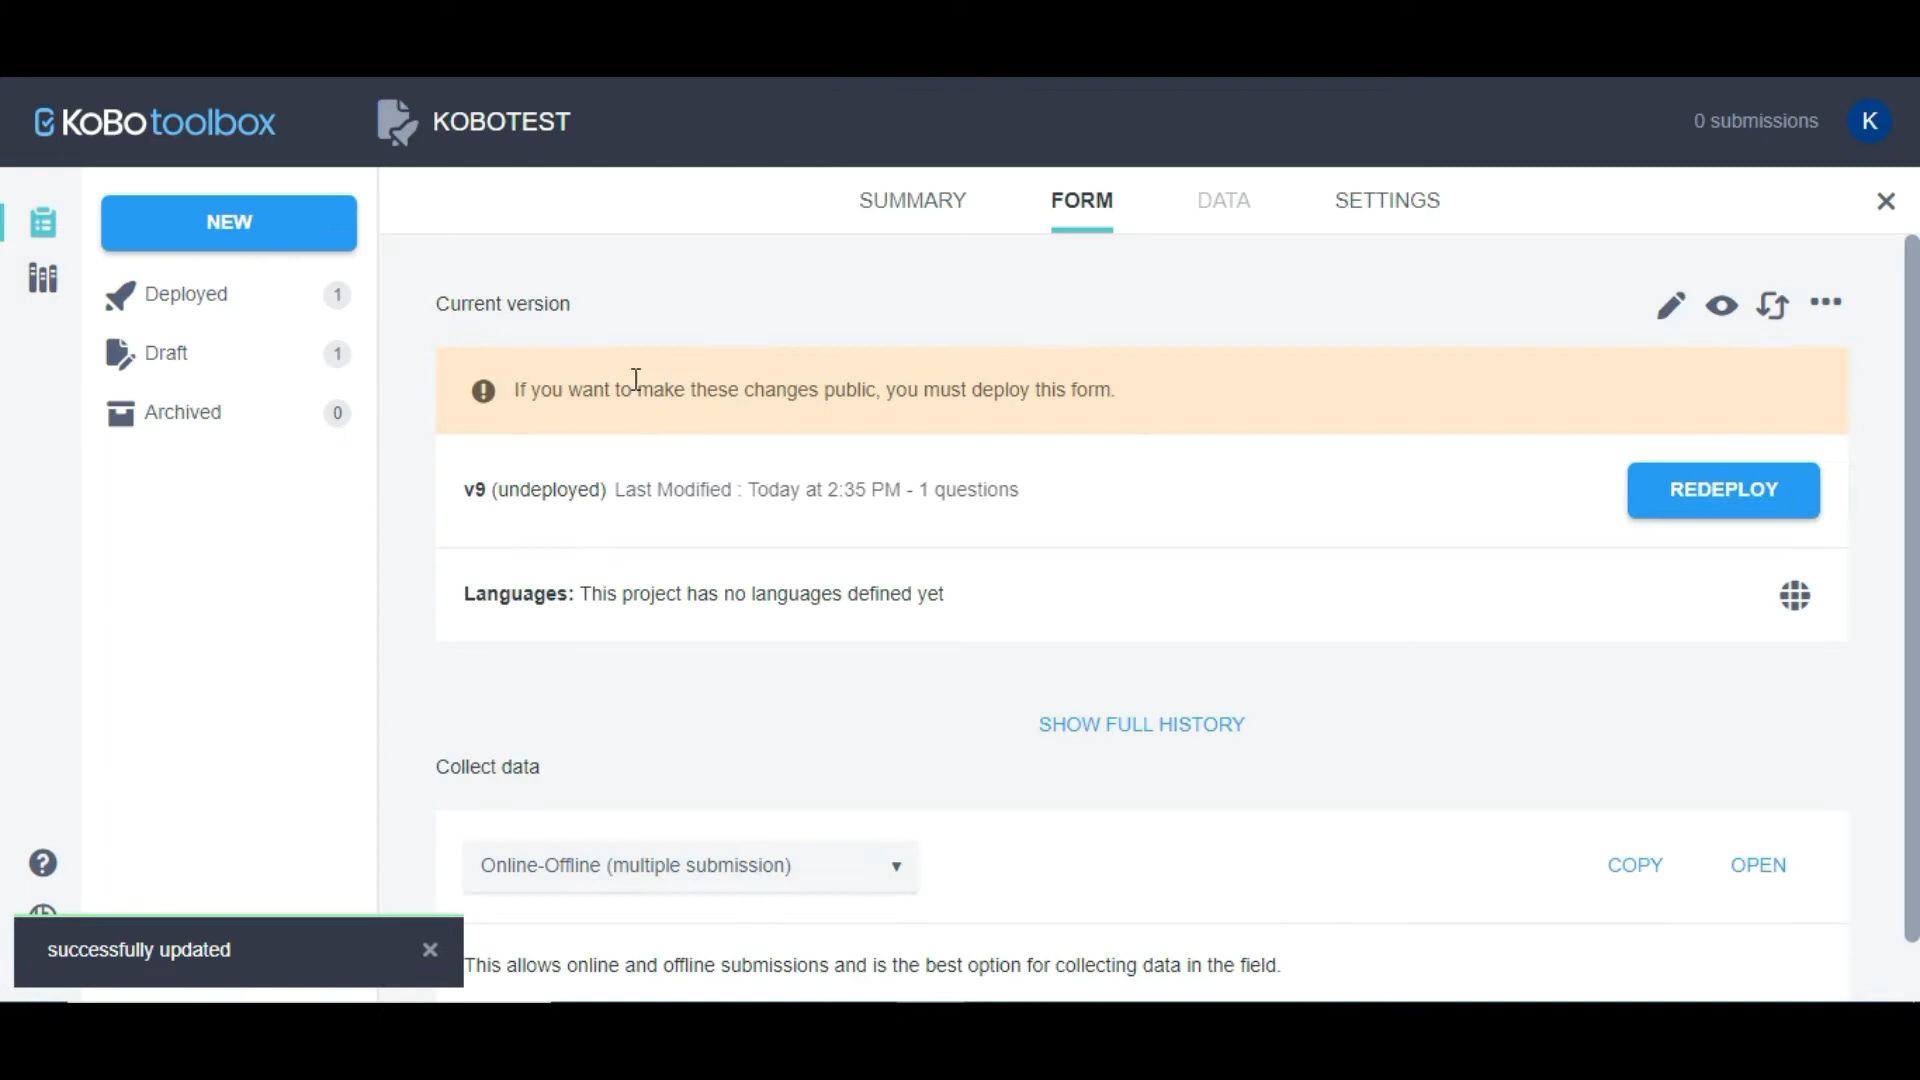 KoBotoolbox
KOBOTEST
0 submissions
K
NEW
Deployed
1
Draft
1
Archived
0
SUMMARY
FORM
DATA
SETTINGS
Current version
If you want to make these changes public, you must deploy this form.
v9 (undeployed) Last Modified : Today at 2:35 PM - 1 questions
REDEPLOY
Languages: This project has no languages defined yet
SHOW FULL HISTORY
Collect data
Online-Offline (multiple submission)
COPY
OPEN
This allows online and offline submissions and is the best option for collecting data in the field.
successfully updated